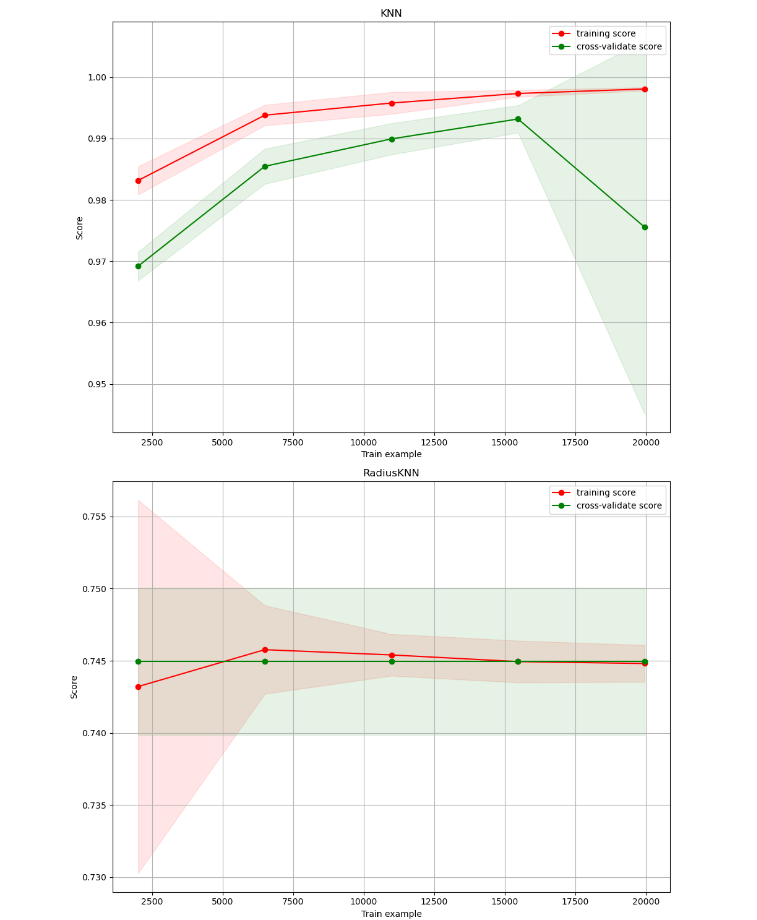 KNN
training score
cross-validate score
1.00
0.99
0.98
0.97
0.96
0.95
Score
2500 5000 7500 10000 12500 15000 17500 20000
Train example
RadiusKNN
training score
cross-validate score
0.755
0.750
0.745
0.740
0.735
0.730
Score
2500 5000 7500 10000 12500 15000 17500 20000
Train example